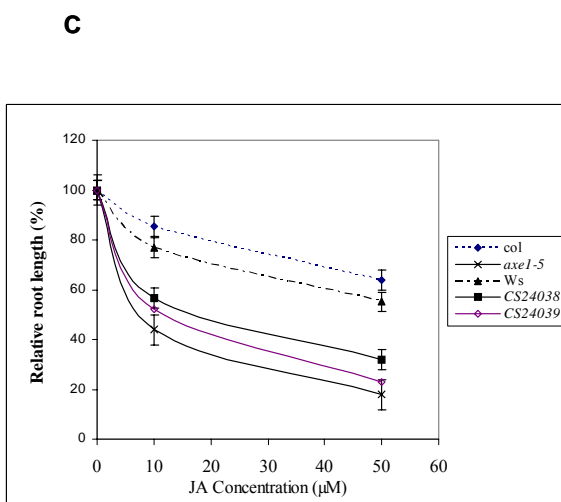 C
120
100
80
60
40
20
0
Relative root length (%)
0 10 20 30 40 50 60
JA Concentration (µM)
col
axe1-5
Ws
CS24038
CS24039